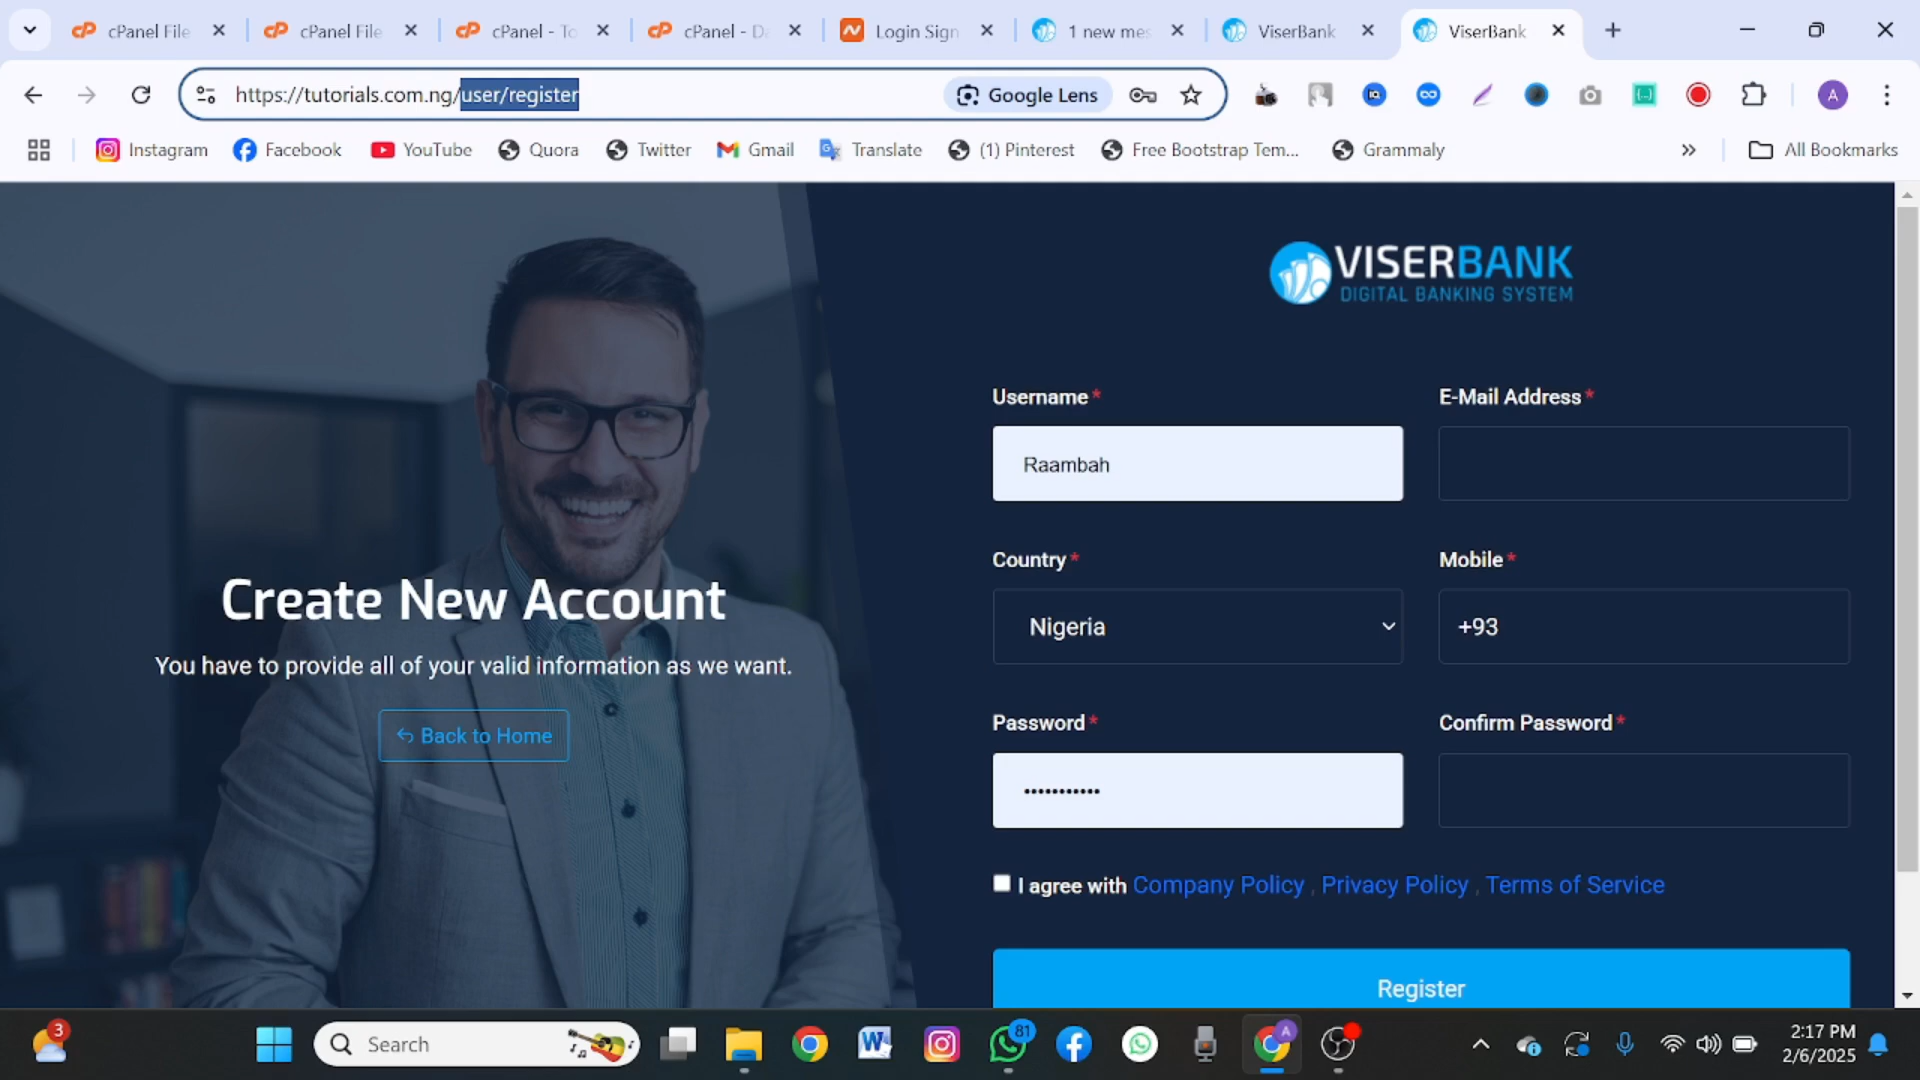 cPanel File
cPanel File
cPanel - To
cPanel - Da
Login Sign
1 new mes
ViserBank
ViserBank
https://tutorials.com.ng/user/register
Google Lens
A
Instagram
Facebook
YouTube
Quora
Twitter
Gmail
Translate
(1) Pinterest
Free Bootstrap Tem...
Grammaly
All Bookmarks
VISERBANK
DIGITAL BANKING SYSTEM
Username*
E-Mail Address*
Raambah
Country*
Mobile*
Nigeria
+93
Create New Account
You have to provide all of your valid information as we want.
Back to Home
Password*
Confirm Password*
•••••••••••
I agree with Company Policy , Privacy Policy , Terms of Service
Register
3
Search
81
A
2:17 PM
2/6/2025